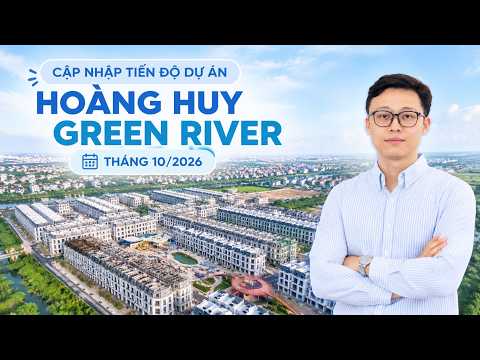 CẬP NHẬP TIẾN ĐỘ DỰ ÁN
HOÀNG HUY
GREEN RIVER
THÁNG 10/2026